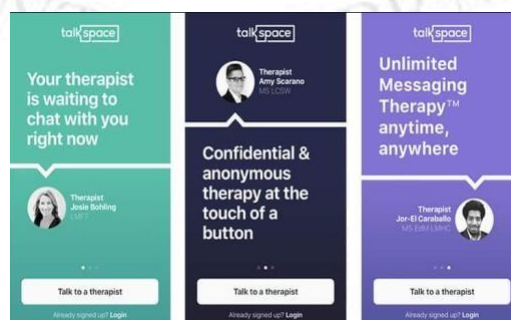 talkspace
Your therapist
is waiting to
chat with you
right now
Therapist
Josie Bohling
LMFT
Talk to a therapist
Already signed up? Login
talkspace
Therapist
Amy Scarano
MS LCSW
Confidential &
anonymous
therapy at the
touch of a
button
Talk to a therapist
Already signed up? Login
talkspace
Unlimited
Messaging
Therapy™
anytime,
anywhere
Therapist
Jor-El Caraballo
MS EdM LMHC
Talk to a therapist
Already signed up? Login